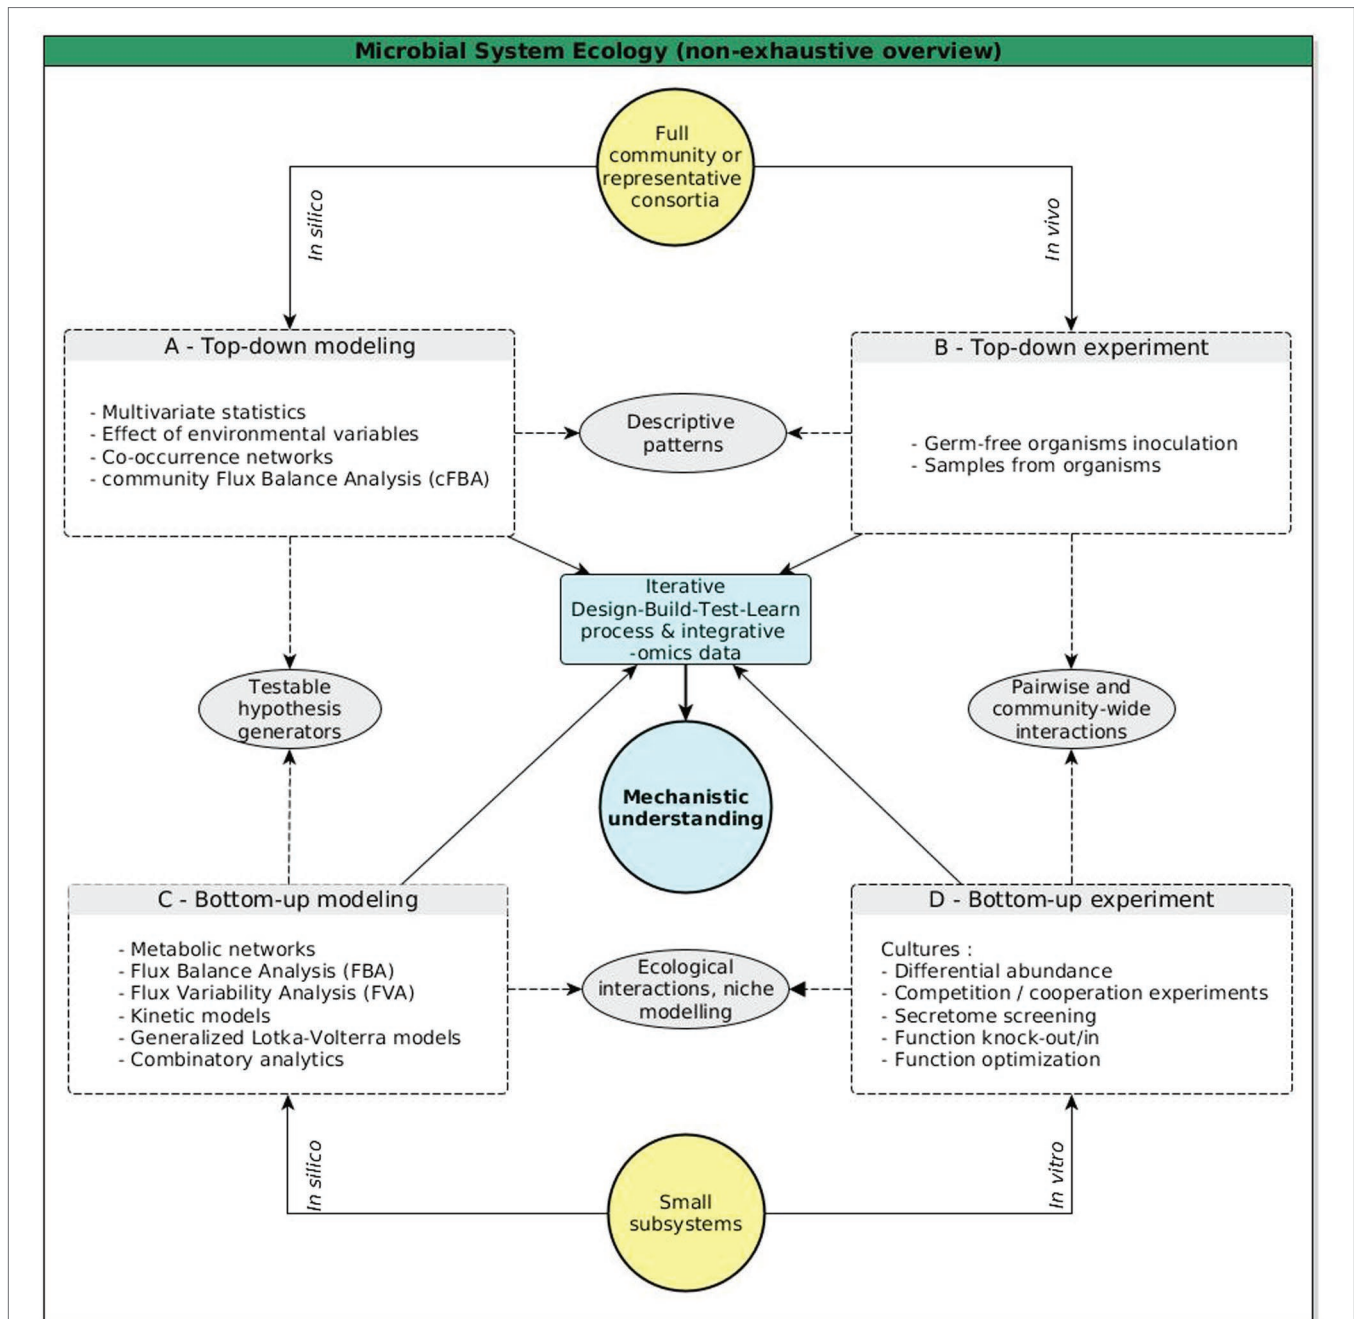 Microbial System Ecology (non-exhaustive overview)
Full
community or
representative
consortia
In silico
In vivo
A - Top-down modeling
- Multivariate statistics
- Effect of environmental variables
- Co-occurrence networks
- community Flux Balance Analysis (cFBA)
Descriptive
patterns
B - Top-down experiment
- Germ-free organisms inoculation
- Samples from organisms
Iterative
Design-Build-Test-Learn
process & integrative
-omics data
Testable
hypothesis
generators
Pairwise and
community-wide
interactions
Mechanistic
understanding
C - Bottom-up modeling
- Metabolic networks
- Flux Balance Analysis (FBA)
- Flux Variability Analysis (FVA)
- Kinetic models
- Generalized Lotka-Volterra models
- Combinatory analytics
Ecological
interactions, niche
modelling
D - Bottom-up experiment
Cultures :
- Differential abundance
- Competition / cooperation experiments
- Secretome screening
- Function knock-out/in
- Function optimization
In silico
In vitro
Small
subsystems